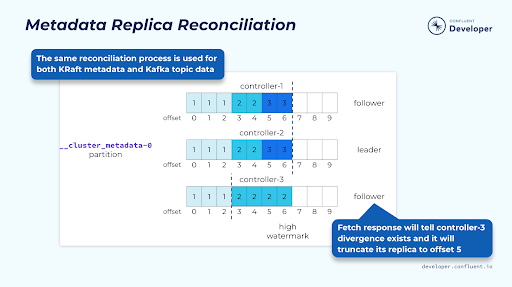 Metadata Replica Reconciliation
CONFLUENT
Developer
The same reconciliation process is used for
both KRaft metadata and Kafka topic data
controller-1
1 1 1 2 2 3 3
follower
offset 0 1 2 3 4 5 6 7 8 9
controller-2
__cluster_metadata-0
partition
1 1 1 2 2 3 3
leader
offset 0 1 2 3 4 5 6 7 8 9
controller-3
1 1 1 2 2 2 2
follower
offset 0 1 2 3 4 5 6 7 8 9
high
watermark
Fetch response will tell controller-3
divergence exists and it will
truncate its replica to offset 5
developer.confluent.io